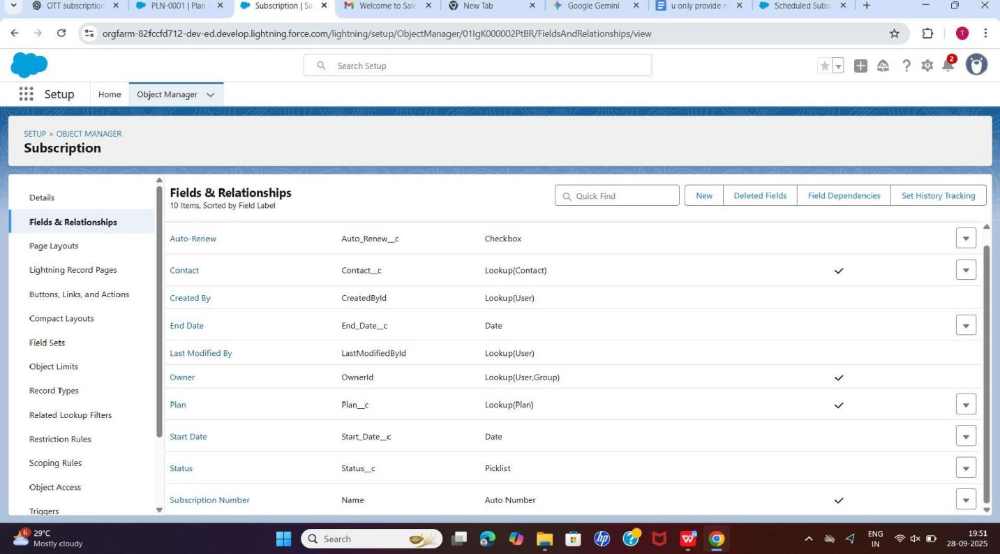 OTT subscription
PLN-0001 | Plan |
Subscription | Sa
Welcome to Sale
New Tab
Google Gemini
u only provide m
Scheduled Subs
orgfarm-82fccfd712-dev-ed.develop.lightning.force.com/lightning/setup/ObjectManager/01IgK000002PtBR/FieldsAndRelationships/view
T
Search Setup
2
Setup
Home
Object Manager
SETUP > OBJECT MANAGER
Subscription
Details
Fields & Relationships
Page Layouts
Lightning Record Pages
Buttons, Links, and Actions
Compact Layouts
Field Sets
Object Limits
Record Types
Related Lookup Filters
Restriction Rules
Scoping Rules
Object Access
Triggers
Fields & Relationships
10 Items, Sorted by Field Label
Quick Find
New
Deleted Fields
Field Dependencies
Set History Tracking
Auto-Renew Auto_Renew__c Checkbox
Contact Contact__c Lookup(Contact)
Created By CreatedById Lookup(User)
End Date End_Date__c Date
Last Modified By LastModifiedById Lookup(User)
Owner OwnerId Lookup(User,Group)
Plan Plan__c Lookup(Plan)
Start Date Start_Date__c Date
Status Status__c Picklist
Subscription Number Name Auto Number
6
29°C
Mostly cloudy
Search
hp
W
ENG
IN
19:51
28-09-2025